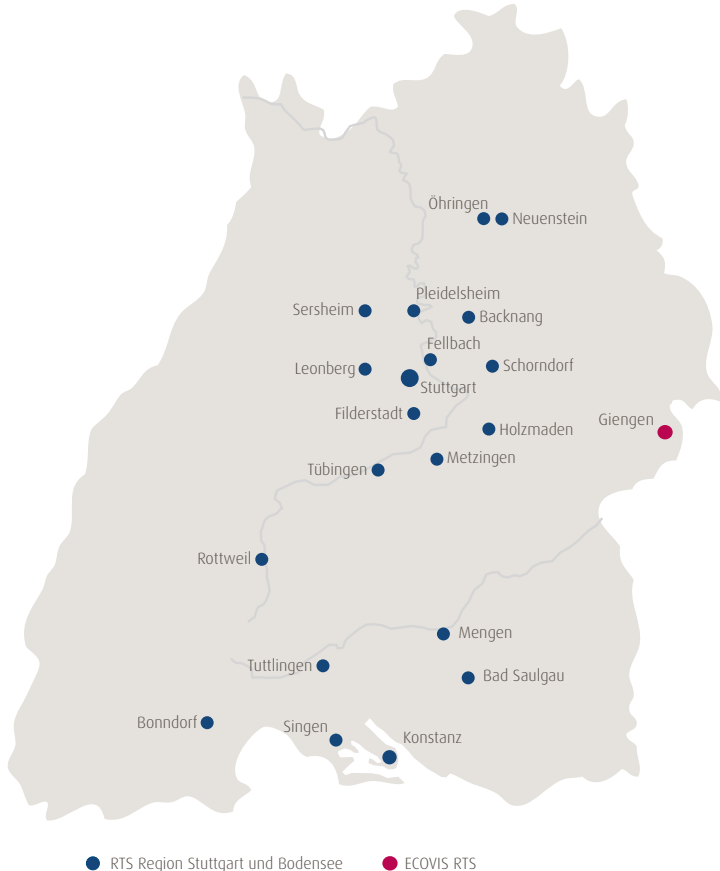 Öhringen
Neuenstein
Pleidelsheim
Sersheim
Backnang
Fellbach
Leonberg
Schorndorf
Stuttgart
Filderstadt
Giengen
Holzmaden
Metzingen
Tübingen
Rottweil
Mengen
Tuttlingen
Bad Saulgau
Bonndorf
Singen
Konstanz
RTS Region Stuttgart und Bodensee
ECOVIS RTS